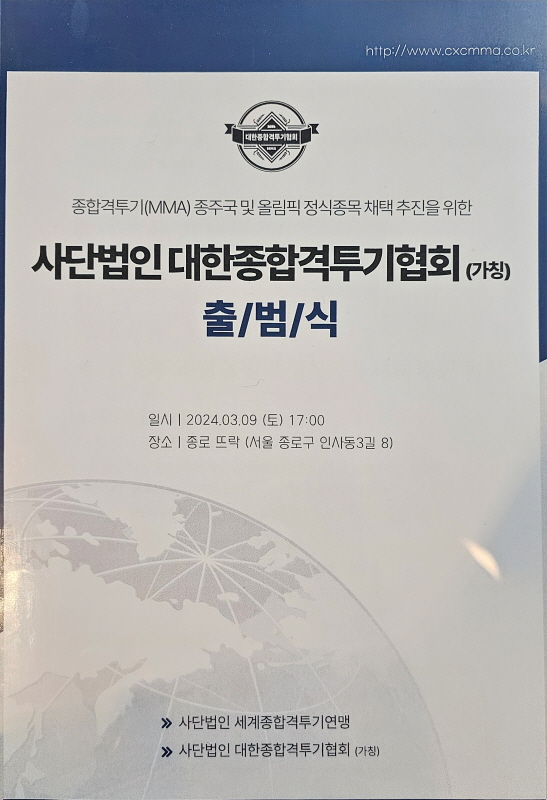 http://www.cxcmma.co.kr
대한종합격투기협회
종합격투기(MMA) 종주국 및 올림픽 정식종목 채택 추진을 위한
사단법인 대한종합격투기협회 (가칭)
출/범/식
일시 | 2024.03.09 (토) 17:00
장소 | 종로 뜨락 (서울 종로구 인사동3길 8)
» 사단법인 세계종합격투기연맹
» 사단법인 대한종합격투기협회 (가칭)